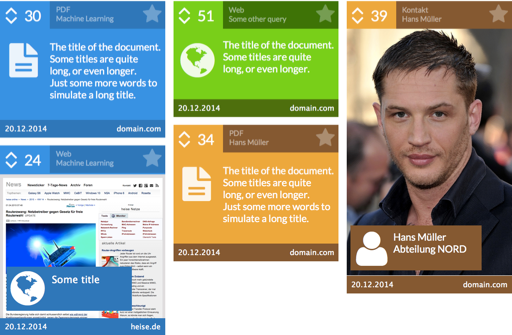 30
PDF
Machine Learning
The title of the document.
Some titles are quite
long, or even longer.
Just some more words to
simulate a long title.
20.12.2014
domain.com
24
Web
Machine Learning
News
Some title
20.12.2014
heise.de
51
Web
Some other query
The title of the document.
Some titles are quite
long, or even longer.
20.12.2014
domain.com
34
PDF
Hans Müller
The title of the document.
Some titles are quite
long, or even longer.
Just some more words to
simulate a long title.
20.12.2014
domain.com
39
Kontakt
Hans Müller
Hans Müller
Abteilung NORD
20.12.2014
domain.com